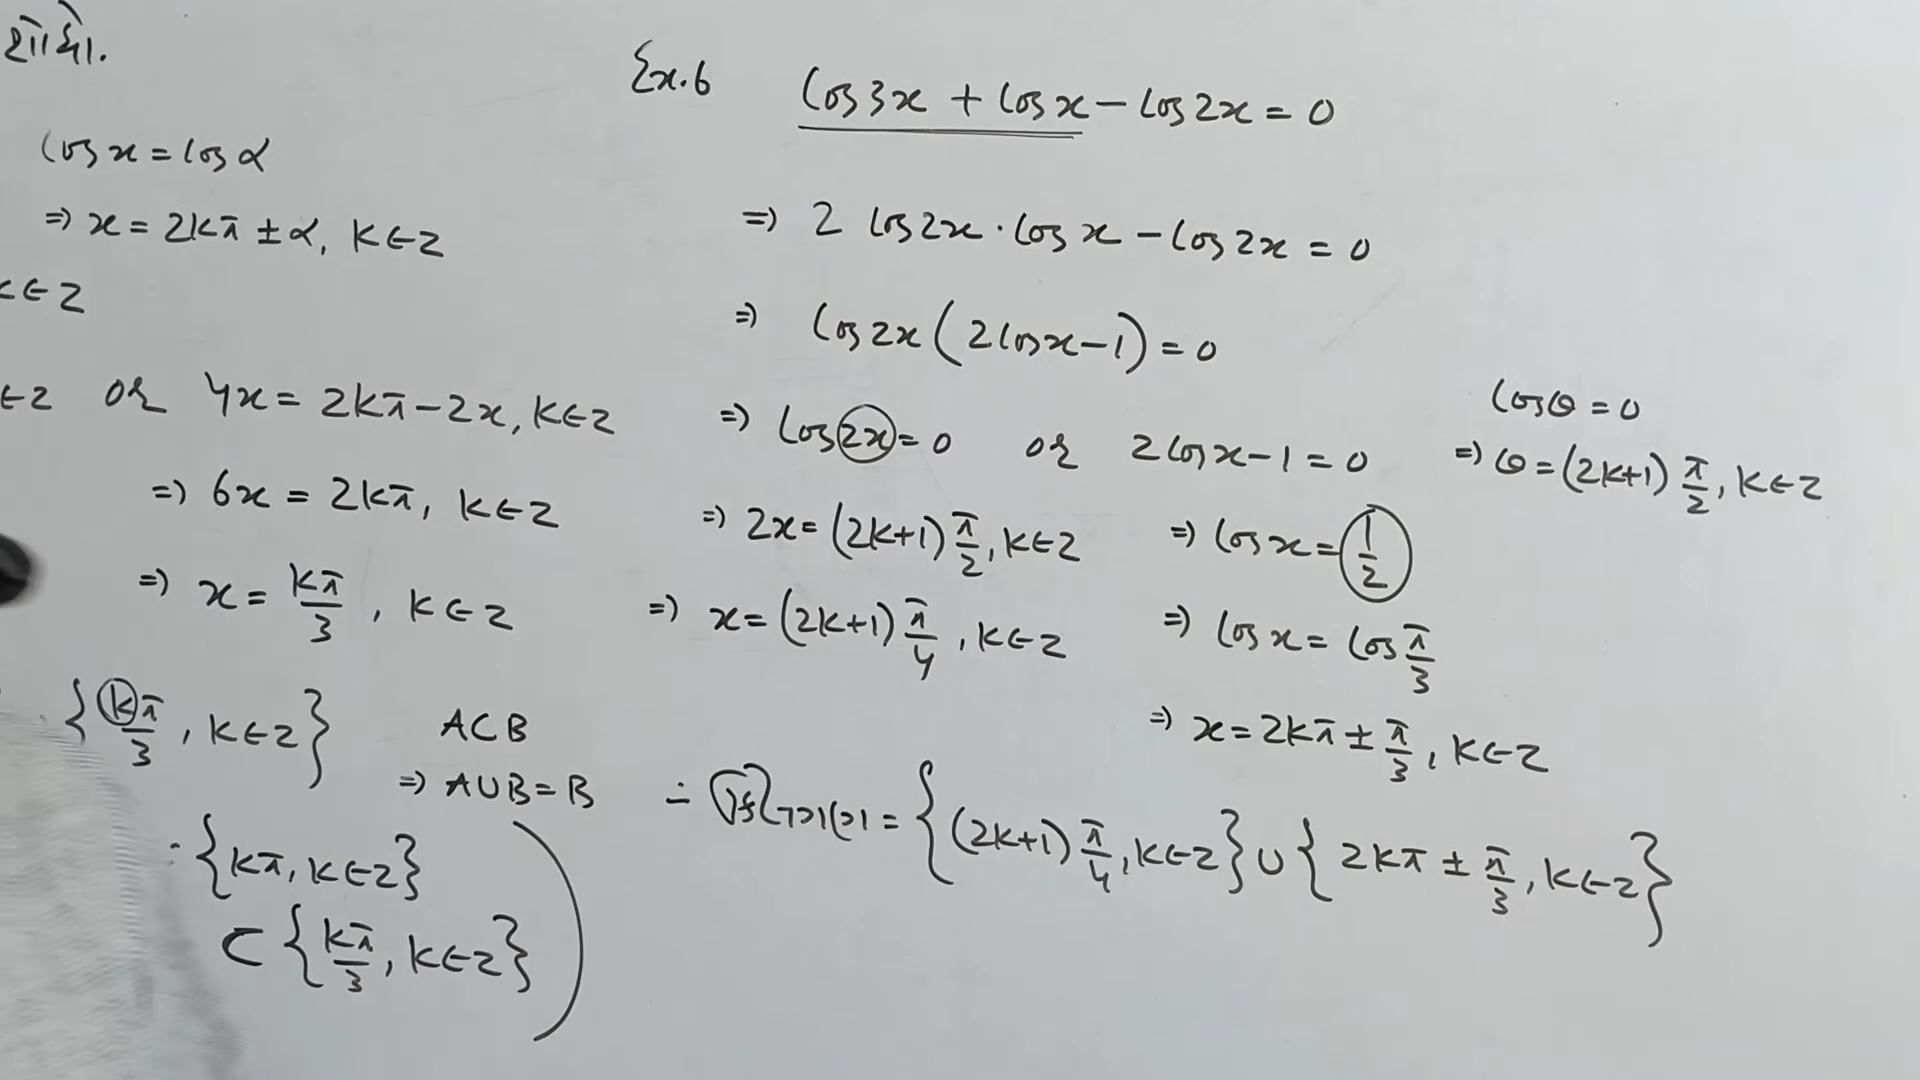 શોધો.
cos x = cos α
⇒ x = 2kπ ± α, k∈Z
k∈Z
∈Z or 4x = 2kπ − 2x, k∈Z
⇒ 6x = 2kπ, k∈Z
⇒ x = kπ/3, k∈Z
{kπ/3, k∈Z}
A⊂B
⇒ A∪B = B
{kπ, k∈Z}
⊂ {kπ/3, k∈Z}
Ex.6 cos3x + cosx − cos2x = 0
⇒ 2 cos2x · cosx − cos2x = 0
⇒ cos2x (2cosx − 1) = 0
⇒ cos2x = 0 or 2cosx − 1 = 0
⇒ 2x = (2k+1) π/2, k∈Z
⇒ x = (2k+1) π/4, k∈Z
⇒ cosx = 1/2
⇒ cosx = cos π/3
⇒ x = 2kπ ± π/3, k∈Z
cosθ = 0
⇒ θ = (2k+1) π/2, k∈Z
∴ = {(2k+1) π/4, k∈Z} ∪ {2kπ ± π/3, k∈Z}